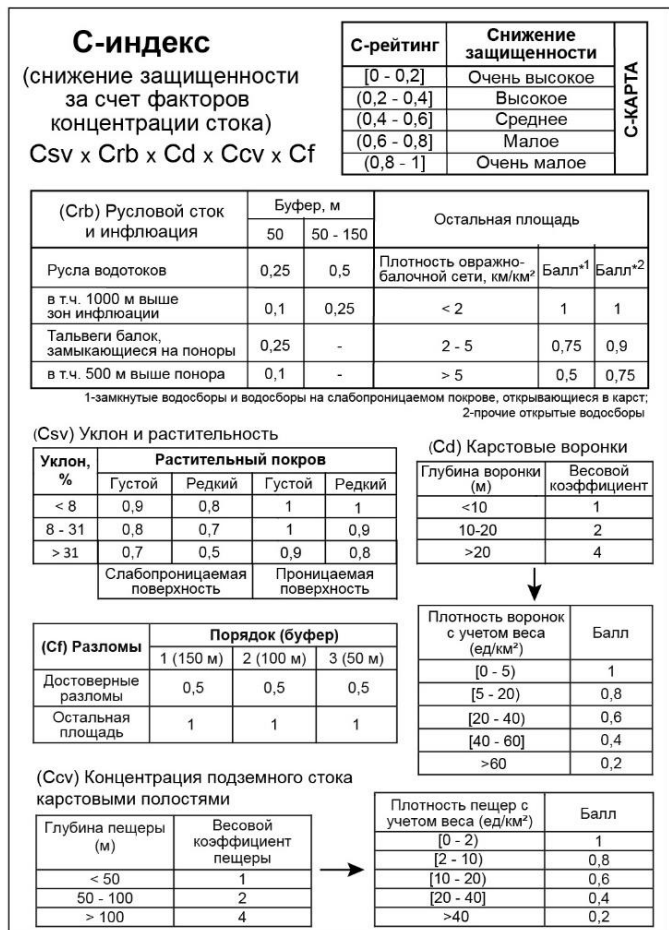 С-индекс
(снижение защищенности
за счет факторов
концентрации стока)
Csv x Crb x Cd x Ccv x Cf
С-рейтинг Снижение защищенности
[0 - 0,2] Очень высокое
(0,2 - 0,4] Высокое
(0,4 - 0,6] Среднее
(0,6 - 0,8] Малое
(0,8 - 1] Очень малое
С-КАРТА
(Crb) Русловой сток
и инфлюация
Буфер, м
50 50 - 150
Остальная площадь
Русла водотоков 0,25 0,5
Плотность овражно-
балочной сети, км/км² Балл*¹ Балл*²
в т.ч. 1000 м выше
зон инфлюации 0,1 0,25 < 2 1 1
Тальвеги балок,
замыкающиеся на поноры 0,25 - 2 - 5 0,75 0,9
в т.ч. 500 м выше понора 0,1 - > 5 0,5 0,75
1-замкнутые водосборы и водосборы на слабопроницаемом покрове, открывающиеся в карст;
2-прочие открытые водосборы
(Csv) Уклон и растительность
Уклон, % Растительный покров
Густой Редкий Густой Редкий
< 8 0,9 0,8 1 1
8 - 31 0,8 0,7 1 0,9
> 31 0,7 0,5 0,9 0,8
Слабопроницаемая
поверхность
Проницаемая
поверхность
(Cd) Карстовые воронки
Глубина воронки
(м)
Весовой
коэффициент
<10 1
10-20 2
>20 4
Плотность воронок
с учетом веса
(ед/км²)
Балл
[0 - 5) 1
[5 - 20) 0,8
[20 - 40) 0,6
[40 - 60] 0,4
>60 0,2
(Cf) Разломы
Порядок (буфер)
1 (150 м) 2 (100 м) 3 (50 м)
Достоверные
разломы 0,5 0,5 0,5
Остальная
площадь 1 1 1
(Ccv) Концентрация подземного стока
карстовыми полостями
Глубина пещеры
(м)
Весовой
коэффициент
пещеры
< 50 1
50 - 100 2
> 100 4
Плотность пещер с
учетом веса (ед/км²)
Балл
[0 - 2) 1
[2 - 10) 0,8
[10 - 20) 0,6
[20 - 40] 0,4
>40 0,2